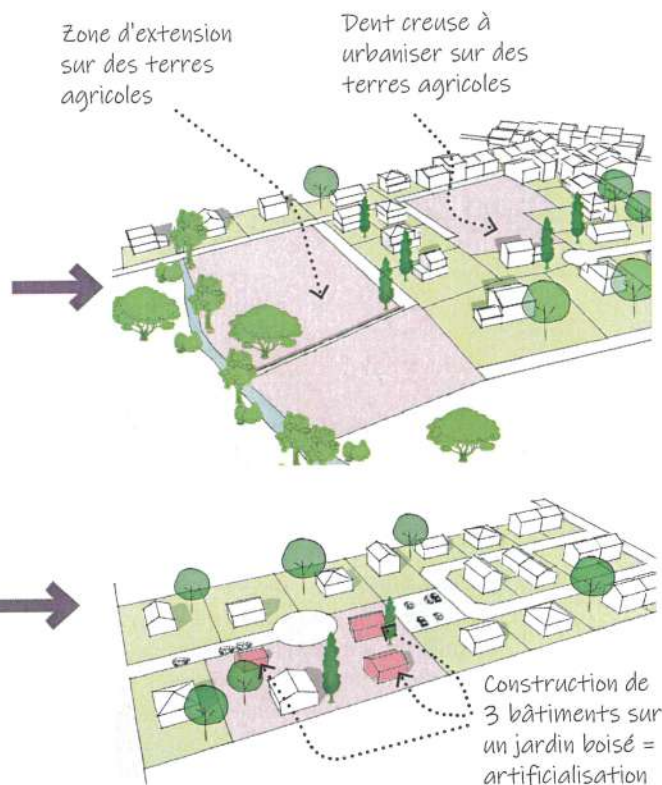 Zone d'extension
sur des terres
agricoles
Dent creuse à
urbaniser sur des
terres agricoles
Construction de
3 bâtiments sur
un jardin boisé =
artificialisation